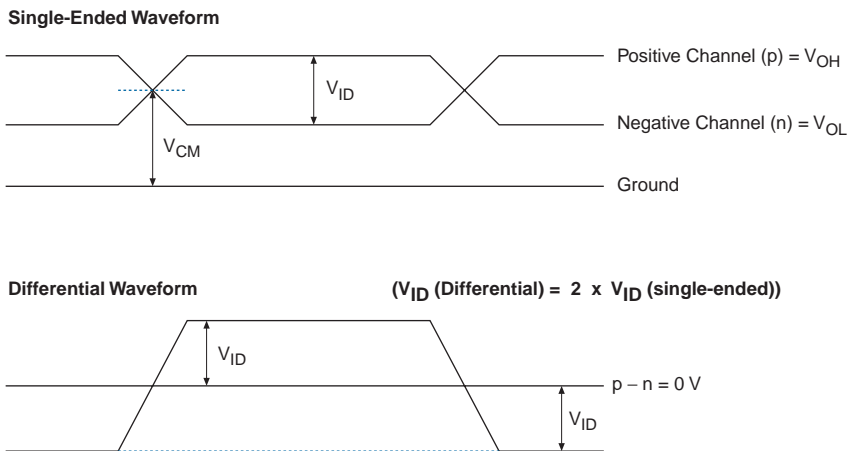 Single-Ended Waveform
Positive Channel (p) = VOH
VID
Negative Channel (n) = VOL
VCM
Ground
Differential Waveform (VID (Differential) = 2 x VID (single-ended))
VID
p – n = 0 V
VID